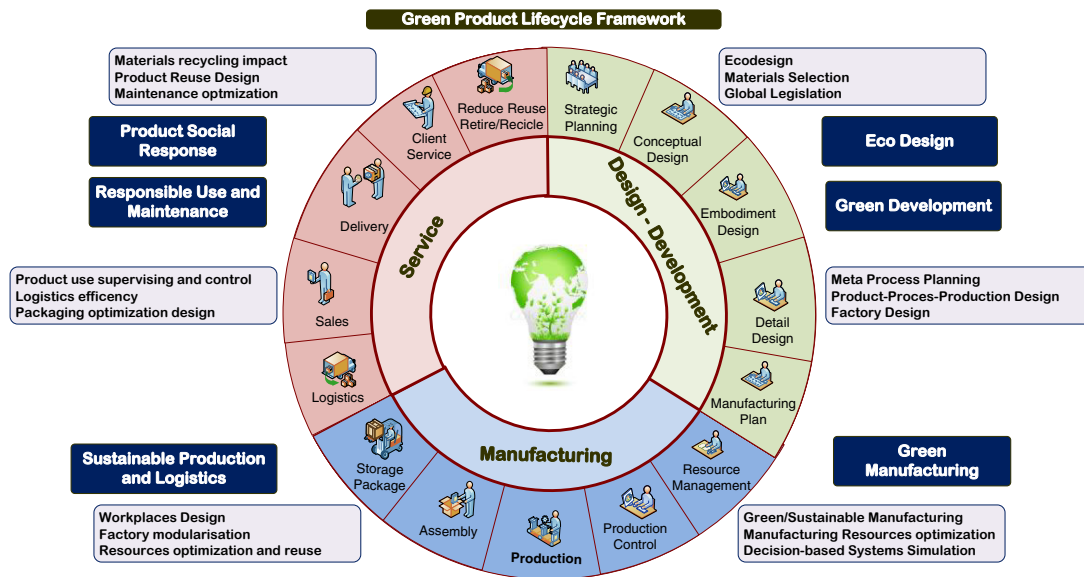 Green Product Lifecycle Framework
Materials recycling impact
Product Reuse Design
Maintenance optmization
Product Social
Response
Responsible Use and
Maintenance
Product use supervising and control
Logistics efficency
Packaging optimization design
Sustainable Production
and Logistics
Workplaces Design
Factory modularisation
Resources optimization and reuse
Ecodesign
Materials Selection
Global Legislation
Eco Design
Green Development
Meta Process Planning
Product-Proces-Production Design
Factory Design
Green
Manufacturing
Green/Sustainable Manufacturing
Manufacturing Resources optimization
Decision-based Systems Simulation
Strategic
Planning
Conceptual
Design
Embodiment
Design
Detail
Design
Manufacturing
Plan
Resource
Management
Production
Control
Production
Assembly
Storage
Package
Logistics
Sales
Delivery
Client
Service
Reduce Reuse
Retire/Recicle
Design - Development
Manufacturing
Service